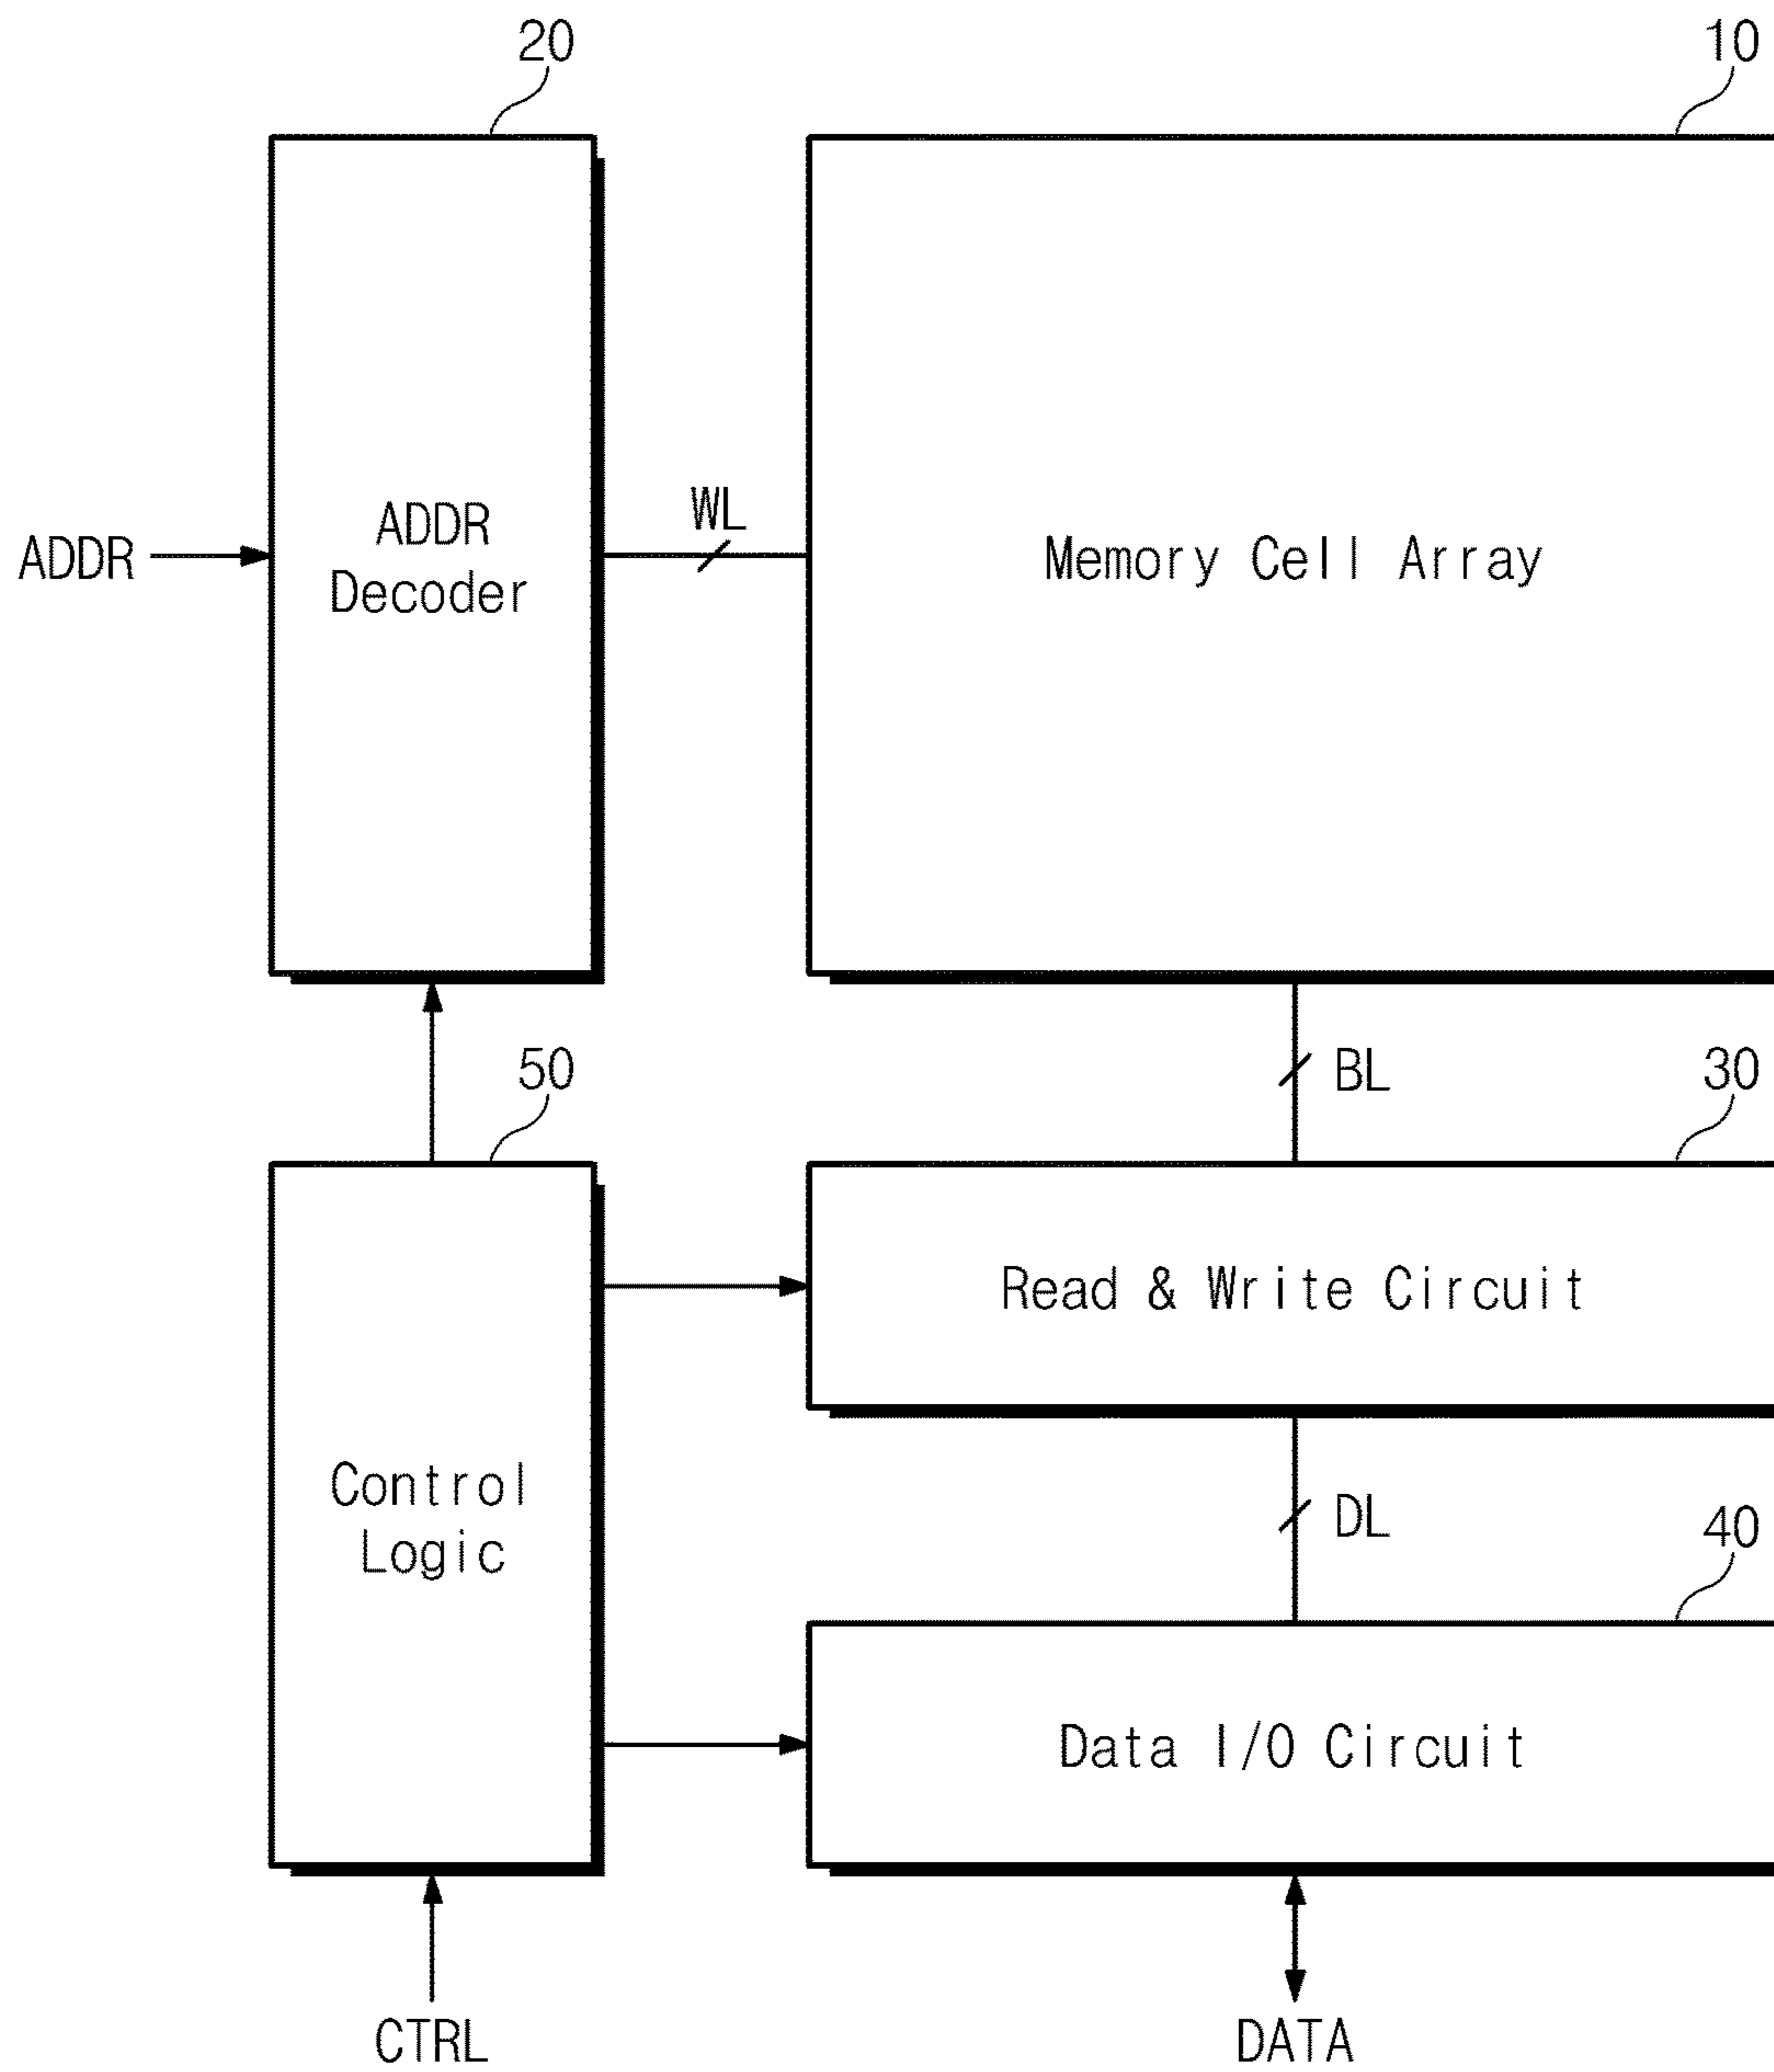 20
10
ADDR
ADDR
Decoder
WL
Memory Cell Array
50
BL
30
Read & Write Circuit
Control
Logic
DL
40
Data I/O Circuit
CTRL
DATA